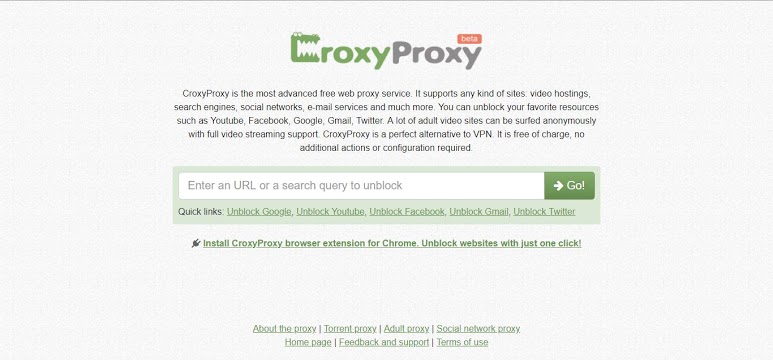 beta
CroxyProxy
CroxyProxy is the most advanced free web proxy service. It supports any kind of sites: video hostings,
search engines, social networks, e-mail services and much more. You can unblock your favorite resources
such as Youtube, Facebook, Google, Gmail, Twitter. A lot of adult video sites can be surfed anonymously
with full video streaming support. CroxyProxy is a perfect alternative to VPN. It is free of charge, no
additional actions or configuration required.
Enter an URL or a search query to unblock Go!
Quick links: Unblock Google, Unblock Youtube, Unblock Facebook, Unblock Gmail, Unblock Twitter
Install CroxyProxy browser extension for Chrome. Unblock websites with just one click!
About the proxy | Torrent proxy | Adult proxy | Social network proxy
Home page | Feedback and support | Terms of use